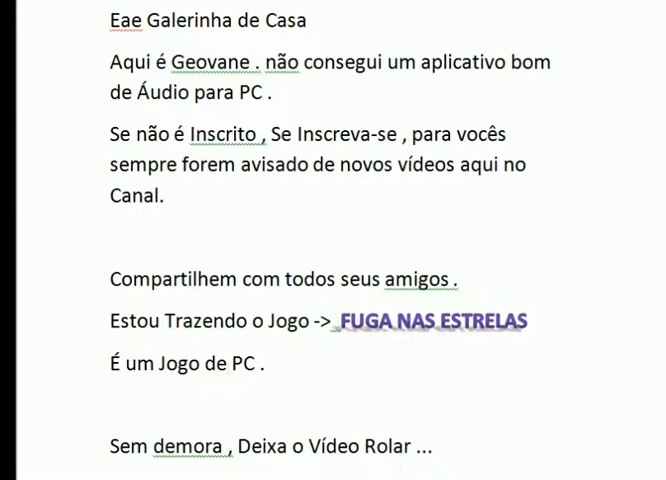 Eae Galerinha de Casa
Aqui é Geovane . não consegui um aplicativo bom
de Áudio para PC .
Se não é Inscrito , Se Inscreva-se , para vocês
sempre forem avisado de novos vídeos aqui no
Canal.
Compartilhem com todos seus amigos .
Estou Trazendo o Jogo -> FUGA NAS ESTRELAS
É um Jogo de PC .
Sem demora , Deixa o Vídeo Rolar ...